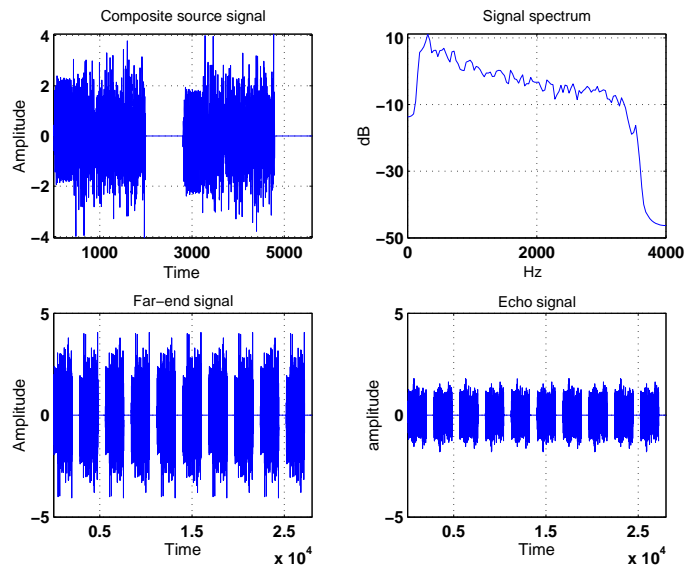 Composite source signal
Amplitude
4
2
0
−2
−4
1000
3000
5000
Time
Signal spectrum
dB
10
−10
−30
−50
0
2000
4000
Hz
Far−end signal
Amplitude
5
0
−5
0.5
1.5
2.5
Time
x 10^4
Echo signal
amplitude
5
0
−5
0.5
1.5
2.5
Time
x 10^4